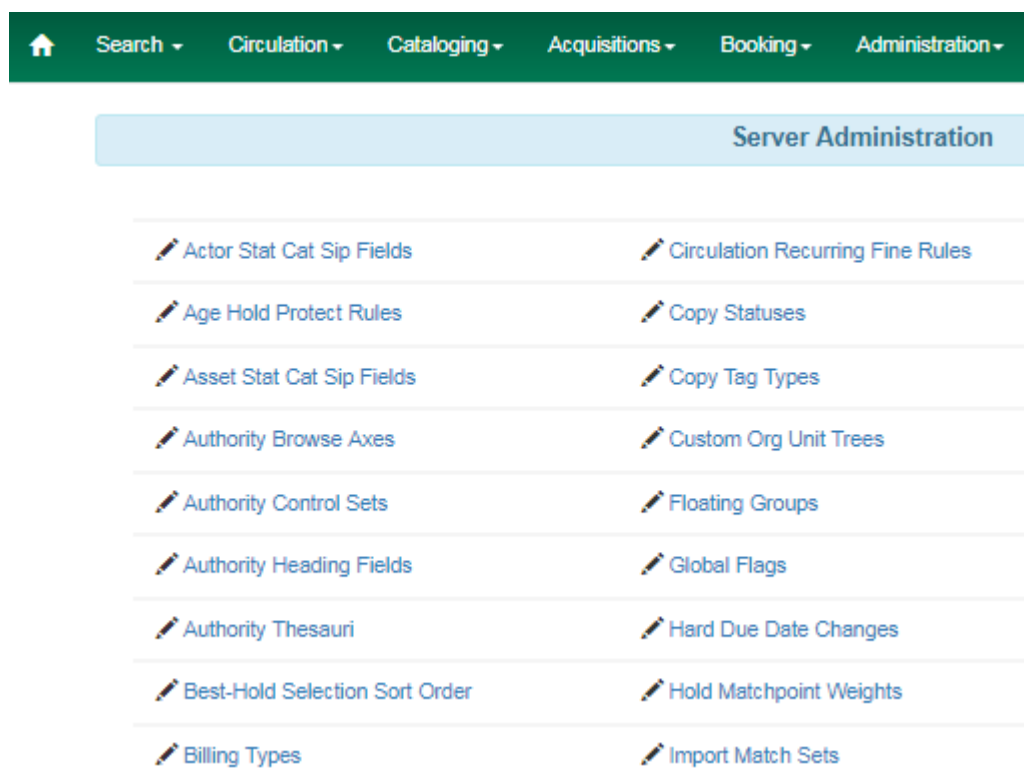 Search Circulation Cataloging Acquisitions Booking Administration
Server Administration
Actor Stat Cat Sip Fields Circulation Recurring Fine Rules
Age Hold Protect Rules Copy Statuses
Asset Stat Cat Sip Fields Copy Tag Types
Authority Browse Axes Custom Org Unit Trees
Authority Control Sets Floating Groups
Authority Heading Fields Global Flags
Authority Thesauri Hard Due Date Changes
Best-Hold Selection Sort Order Hold Matchpoint Weights
Billing Types Import Match Sets